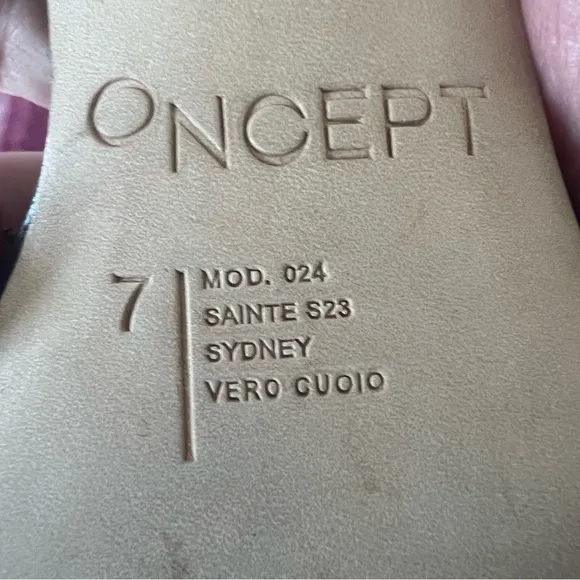 ONCEPT
7
MOD. 024
SAINTE S23
SYDNEY
VERO CUOIO